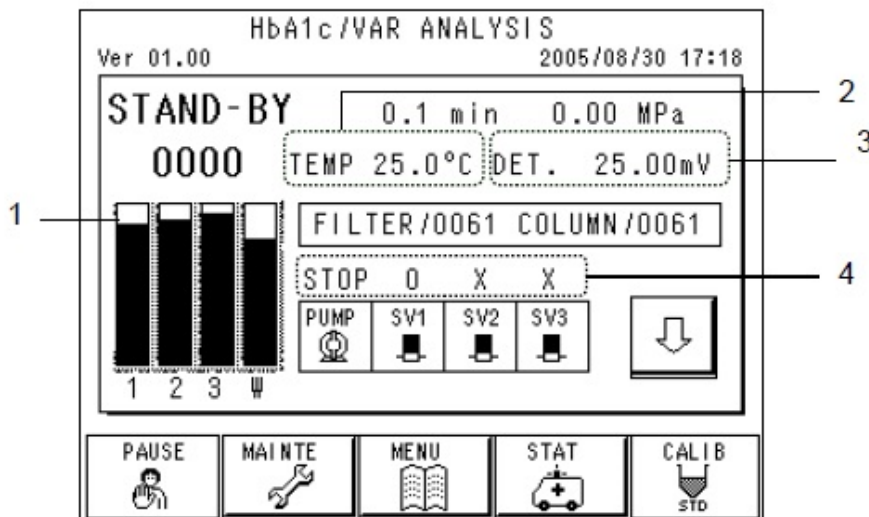 HbA1c/VAR ANALYSIS
Ver 01.00 2005/08/30 17:18
STAND-BY 0.1 min 0.00 MPa
0000 TEMP 25.0°C DET. 25.00mV
FILTER/0061 COLUMN/0061
STOP O X X
PUMP SV1 SV2 SV3
1 2 3 W
PAUSE MAINTE MENU STAT CALIB
STD
1
2
3
4